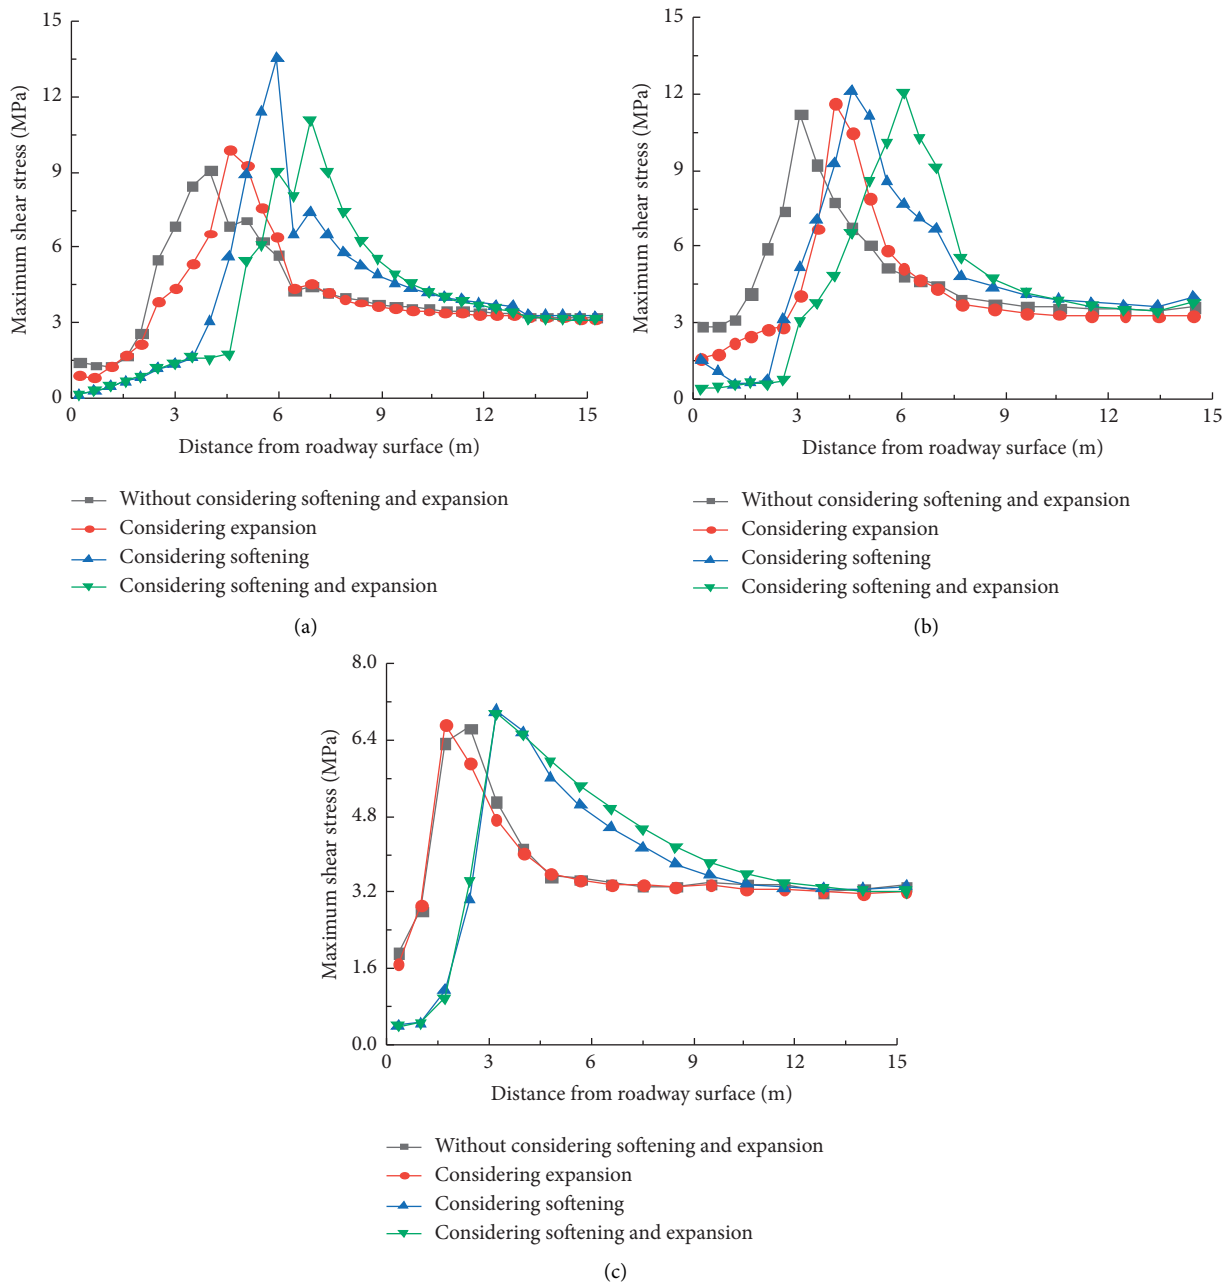 15
12
9
6
3
0
Maximum shear stress (MPa)
0 3 6 9 12 15
Distance from roadway surface (m)
Without considering softening and expansion
Considering expansion
Considering softening
Considering softening and expansion
(a)
15
12
9
6
3
0
Maximum shear stress (MPa)
0 3 6 9 12 15
Distance from roadway surface (m)
Without considering softening and expansion
Considering expansion
Considering softening
Considering softening and expansion
(b)
8.0
6.4
4.8
3.2
1.6
0.0
Maximum shear stress (MPa)
0 3 6 9 12 15
Distance from roadway surface (m)
Without considering softening and expansion
Considering expansion
Considering softening
Considering softening and expansion
(c)